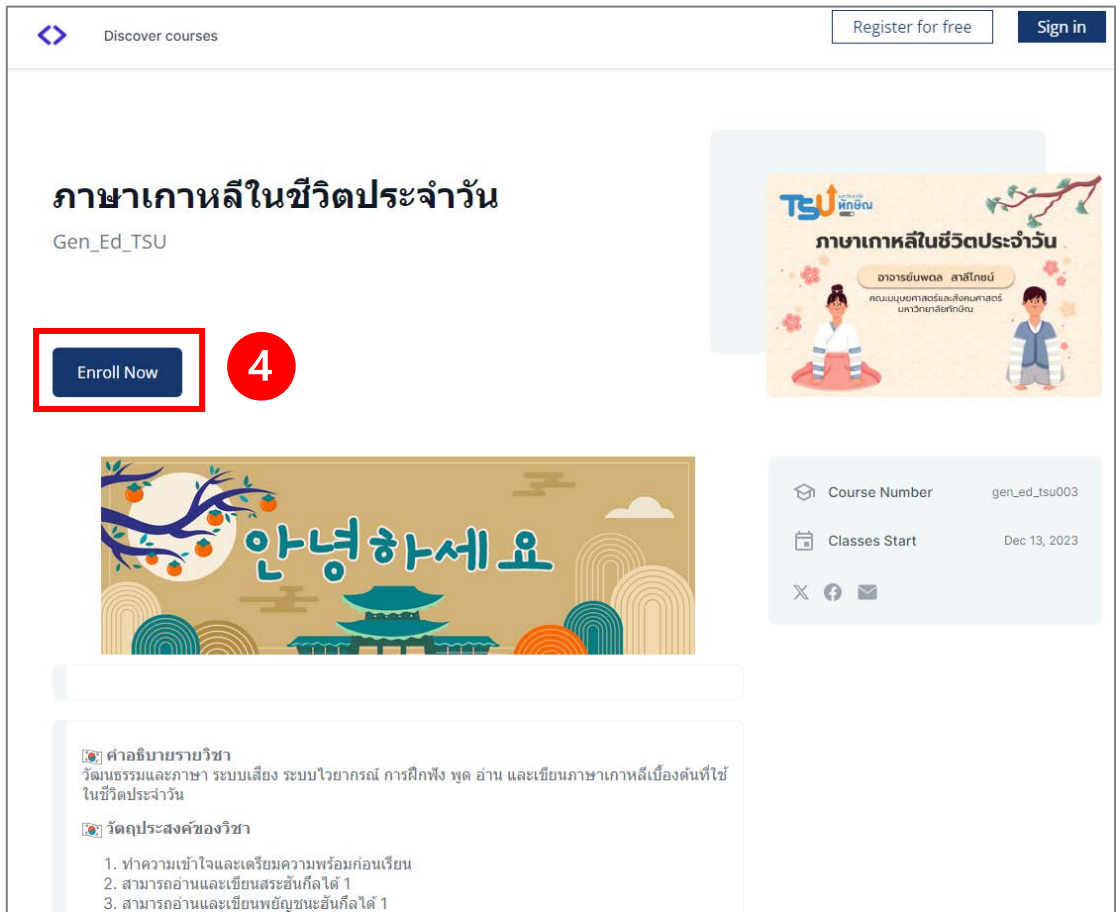 Discover courses
Register for free
Sign in
ภาษาเกาหลีในชีวิตประจำวัน
Gen_Ed_TSU
Enroll Now
4
TSU
มหาวิทยาลัย
ทักษิณ
ภาษาเกาหลีในชีวิตประจำวัน
อาจารย์นพดล สาลีโภชน์
คณะมนุษยศาสตร์และสังคมศาสตร์
มหาวิทยาลัยทักษิณ
안녕하세요
Course Number gen_ed_tsu003
Classes Start Dec 13, 2023
คำอธิบายรายวิชา
วัฒนธรรมและภาษา ระบบเสียง ระบบไวยากรณ์ การฝึกฟัง พูด อ่าน และเขียนภาษาเกาหลีเบื้องต้นที่ใช้
ในชีวิตประจำวัน
วัตถุประสงค์ของวิชา
1. ทำความเข้าใจและเตรียมความพร้อมก่อนเรียน
2. สามารถอ่านและเขียนสระฮันกึลได้ 1
3. สามารถอ่านและเขียนพยัญชนะฮันกึลได้ 1